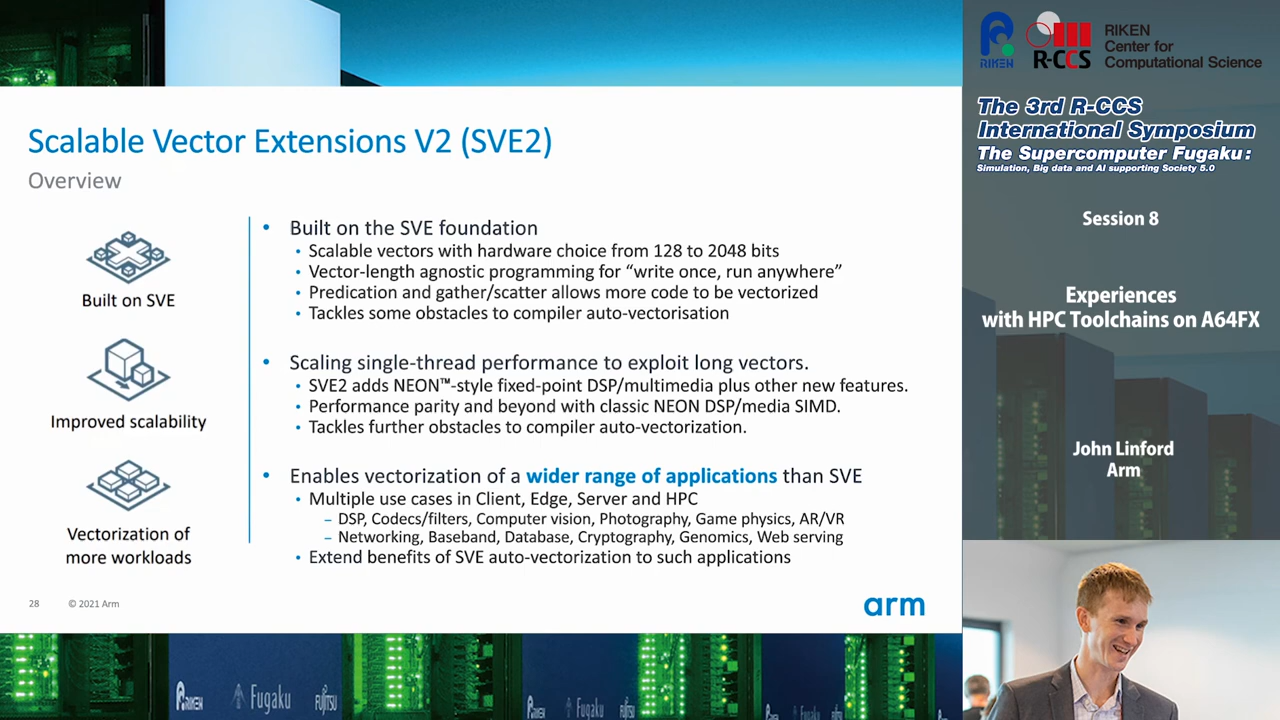 Scalable Vector Extensions V2 (SVE2)
Overview
Built on SVE
Improved scalability
Vectorization of
more workloads
• Built on the SVE foundation
• Scalable vectors with hardware choice from 128 to 2048 bits
• Vector-length agnostic programming for “write once, run anywhere”
• Predication and gather/scatter allows more code to be vectorized
• Tackles some obstacles to compiler auto-vectorisation
• Scaling single-thread performance to exploit long vectors.
• SVE2 adds NEON™-style fixed-point DSP/multimedia plus other new features.
• Performance parity and beyond with classic NEON DSP/media SIMD.
• Tackles further obstacles to compiler auto-vectorization.
• Enables vectorization of a wider range of applications than SVE
• Multiple use cases in Client, Edge, Server and HPC
– DSP, Codecs/filters, Computer vision, Photography, Game physics, AR/VR
– Networking, Baseband, Database, Cryptography, Genomics, Web serving
• Extend benefits of SVE auto-vectorization to such applications
28 © 2021 Arm
arm
RIKEN Fugaku FUJITSU
RIKEN Fugaku FUJITSU
RIKEN Fugaku
RIKEN
R-CCS
RIKEN
Center for
Computational Science
The 3rd R-CCS
International Symposium
The Supercomputer Fugaku:
Simulation, Big data and AI supporting Society 5.0
Session 8
Experiences
with HPC Toolchains on A64FX
John Linford
Arm